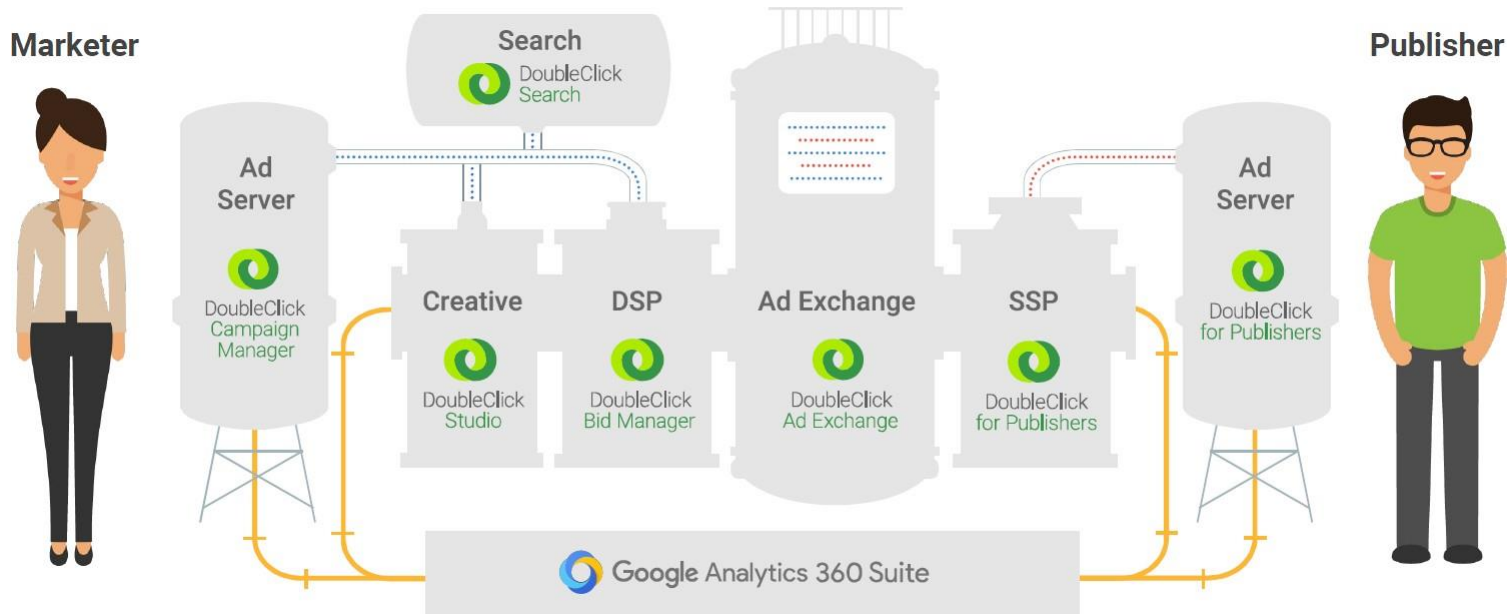 Marketer
Search
DoubleClick
Search
Publisher
Ad
Server
DoubleClick
Campaign
Manager
Creative
DoubleClick
Studio
DSP
DoubleClick
Bid Manager
Ad Exchange
DoubleClick
Ad Exchange
SSP
DoubleClick
for Publishers
Ad
Server
DoubleClick
for Publishers
Google Analytics 360 Suite